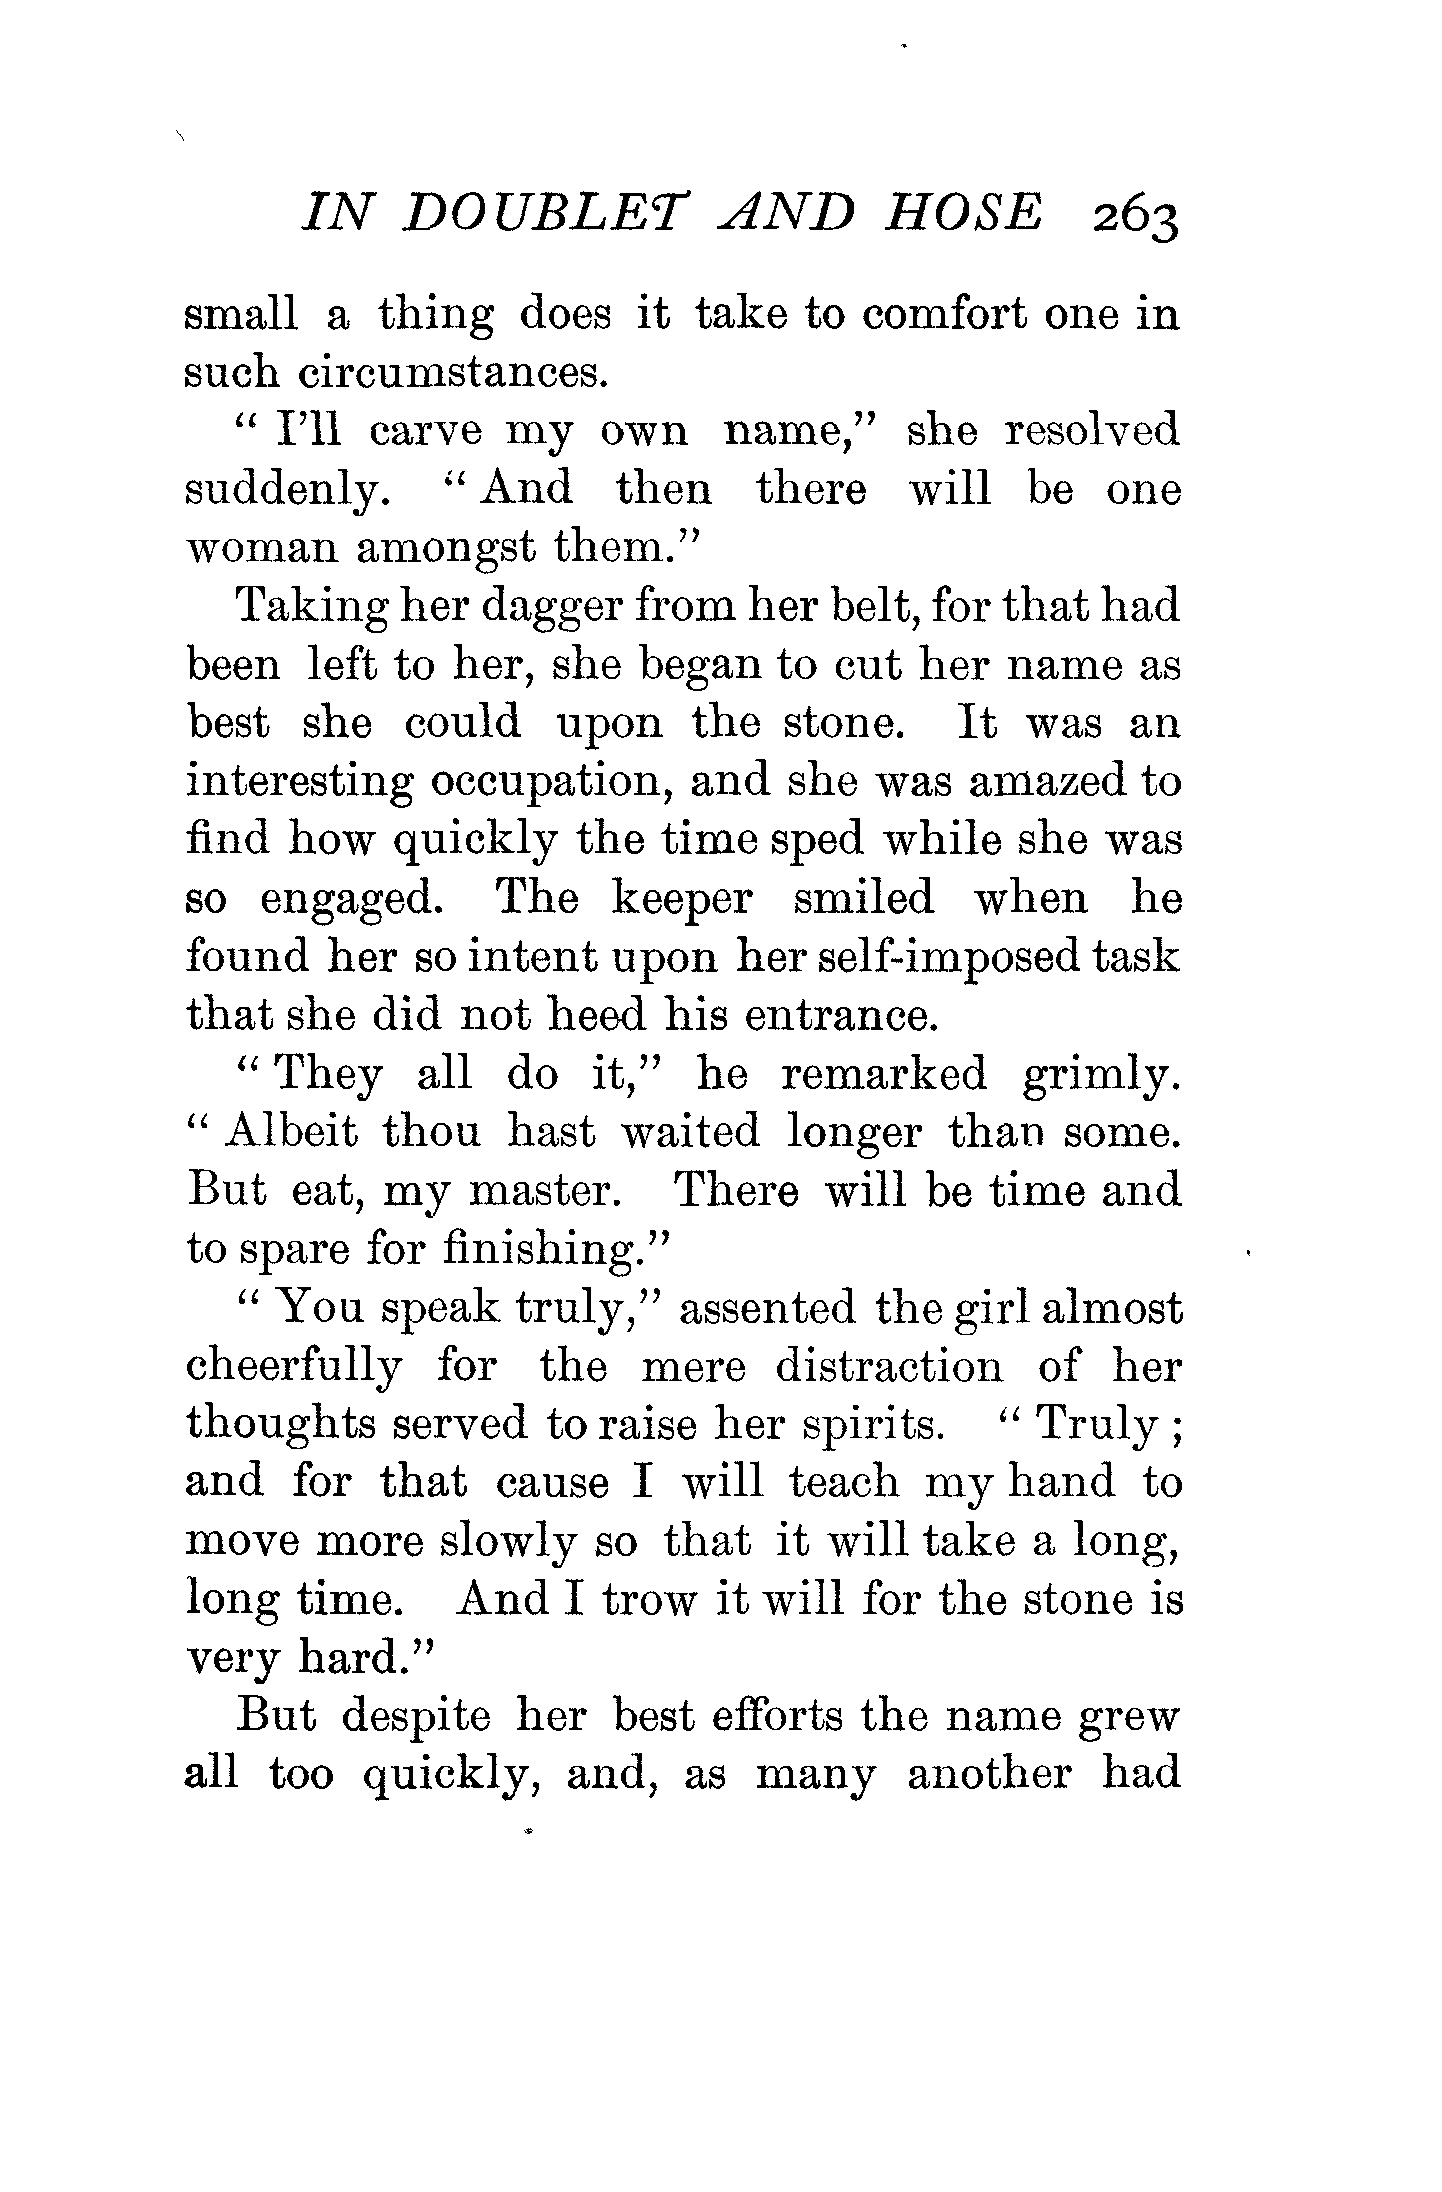 IN DOUBLET AND HOSE 263
small a thing does it take to comfort one in
such circumstances.
“ I’ll carve my own name,” she resolved
suddenly. “ And then there will be one
woman amongst them.”
Taking her dagger from her belt, for that had
been left to her, she began to cut her name as
best she could upon the stone. It was an
interesting occupation, and she was amazed to
find how quickly the time sped while she was
so engaged. The keeper smiled when he
found her so intent upon her self-imposed task
that she did not heed his entrance.
“ They all do it,” he remarked grimly.
“ Albeit thou hast waited longer than some.
But eat, my master. There will be time and
to spare for finishing.”
“ You speak truly,” assented the girl almost
cheerfully for the mere distraction of her
thoughts served to raise her spirits. “ Truly ;
and for that cause I will teach my hand to
move more slowly so that it will take a long,
long time. And I trow it will for the stone is
very hard.”
But despite her best efforts the name grew
all too quickly, and, as many another had